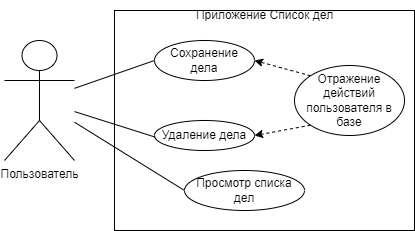 Приложение Список дел
Сохранение
дела
Отражение
действий
пользователя в
базе
Удаление дела
Пользователь
Просмотр списка
дел